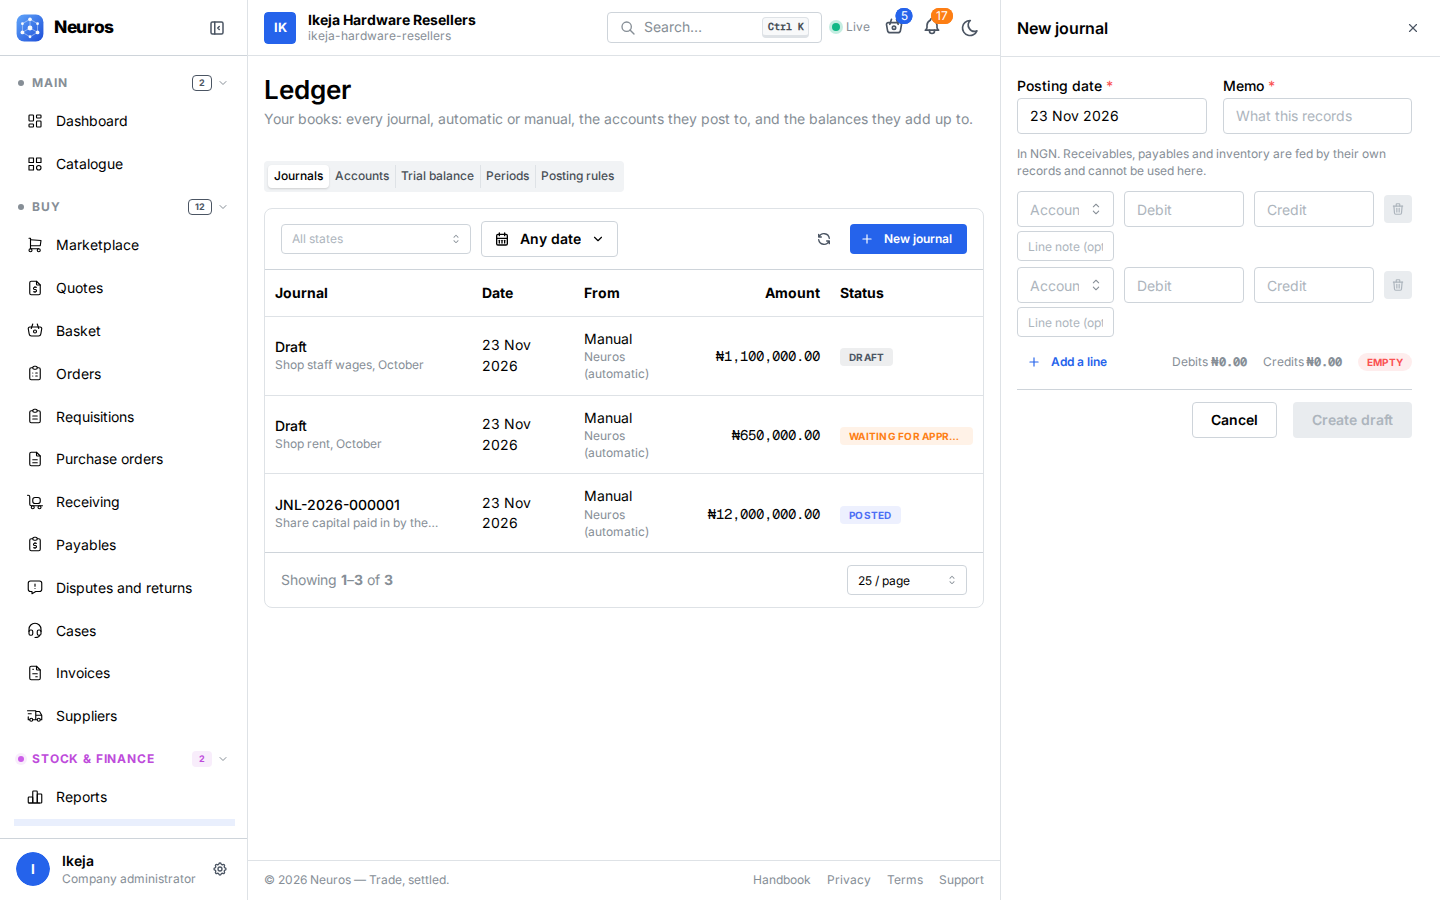 Neuros
MAIN 2
Dashboard
Catalogue
BUY 12
Marketplace
Quotes
Basket
Orders
Requisitions
Purchase orders
Receiving
Payables
Disputes and returns
Cases
Invoices
Suppliers
STOCK & FINANCE 2
Reports
I
Ikeja
Company administrator
IK
Ikeja Hardware Resellers
ikeja-hardware-resellers
Search... Ctrl K
Live
5
17
Ledger
Your books: every journal, automatic or manual, the accounts they post to, and the balances they add up to.
Journals Accounts Trial balance Periods Posting rules
All states
Any date
New journal
Journal Date From Amount Status
Draft
Shop staff wages, October
23 Nov
2026
Manual
Neuros
(automatic)
₦1,100,000.00
DRAFT
Draft
Shop rent, October
23 Nov
2026
Manual
Neuros
(automatic)
₦650,000.00
WAITING FOR APPR...
JNL-2026-000001
Share capital paid in by the...
23 Nov
2026
Manual
Neuros
(automatic)
₦12,000,000.00
POSTED
Showing 1–3 of 3
25 / page
© 2026 Neuros — Trade, settled.
Handbook Privacy Terms Support
New journal
Posting date *
23 Nov 2026
Memo *
What this records
In NGN. Receivables, payables and inventory are fed by their own
records and cannot be used here.
Accoun Debit Credit
Line note (opt
Accoun Debit Credit
Line note (opt
Add a line
Debits ₦0.00 Credits ₦0.00 EMPTY
Cancel Create draft